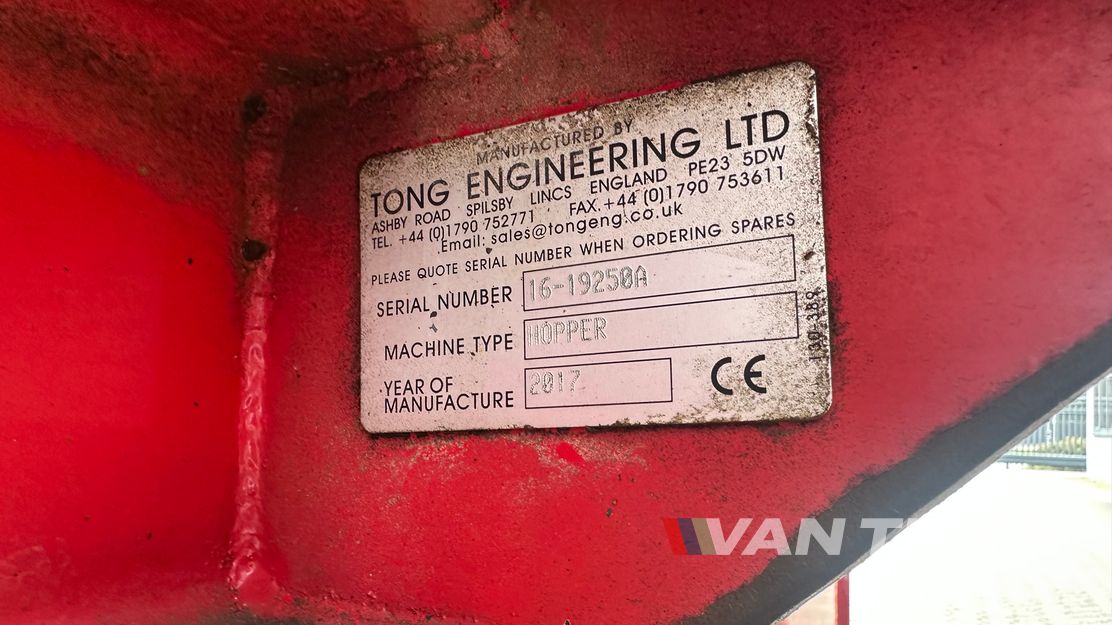 MANUFACTURED BY
TONG ENGINEERING LTD
ASHBY ROAD SPILSBY LINCS ENGLAND PE23 5DW
TEL. +44 (0)1790 752771 FAX.+44 (0)1790 753611
Email: sales@tongeng.co.uk
PLEASE QUOTE SERIAL NUMBER WHEN ORDERING SPARES
SERIAL NUMBER 16-19250A
MACHINE TYPE HOPPER
YEAR OF
MANUFACTURE 2017
CE
VAN T